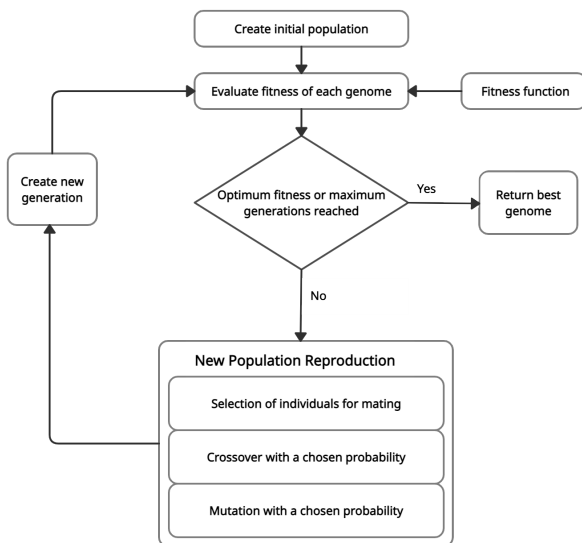 Create initial population
Evaluate fitness of each genome
Fitness function
Create new
generation
Optimum fitness or maximum
generations reached
Yes
Return best
genome
No
New Population Reproduction
Selection of individuals for mating
Crossover with a chosen probability
Mutation with a chosen probability